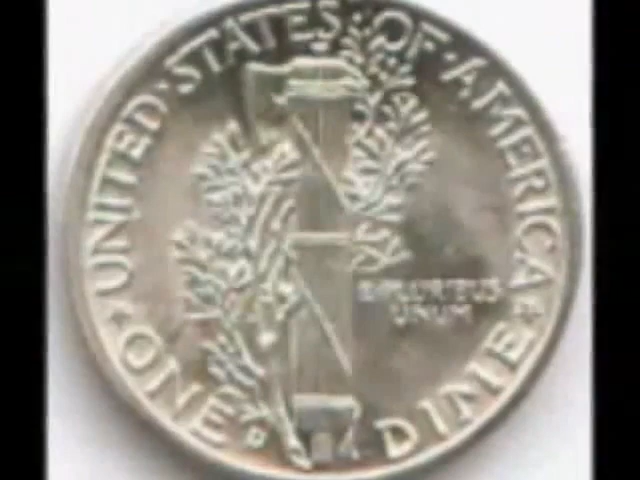 UNITED·STATES·OF·AMERICA
E·PLURIBUS
UNUM
ONE DIME
D